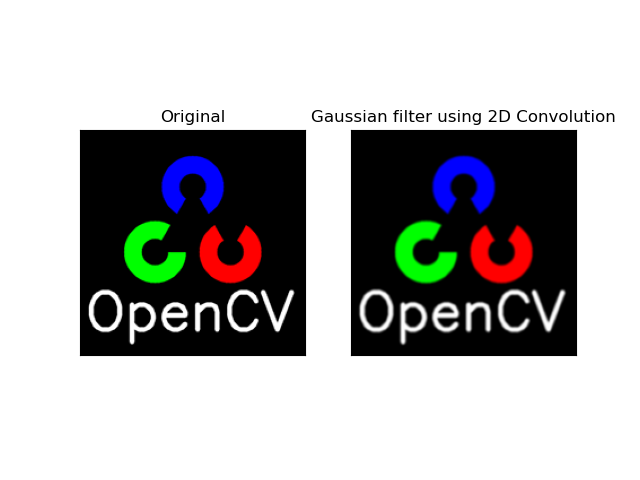 Original
Gaussian filter using 2D Convolution
OpenCV
OpenCV